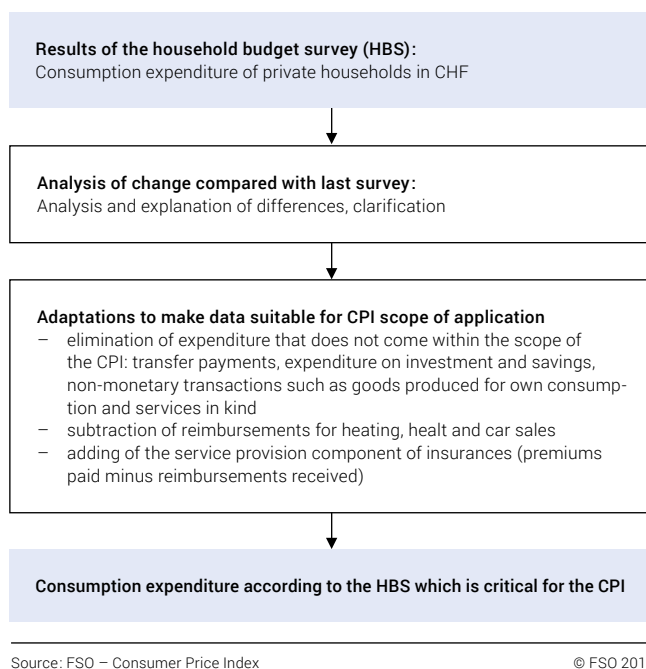 Results of the household budget survey (HBS):
Consumption expenditure of private households in CHF
Analysis of change compared with last survey:
Analysis and explanation of differences, clarification
Adaptations to make data suitable for CPI scope of application
– elimination of expenditure that does not come within the scope of
the CPI: transfer payments, expenditure on investment and savings,
non-monetary transactions such as goods produced for own consump-
tion and services in kind
– subtraction of reimbursements for heating, healt and car sales
– adding of the service provision component of insurances (premiums
paid minus reimbursements received)
Consumption expenditure according to the HBS which is critical for the CPI
Source: FSO – Consumer Price Index
© FSO 201